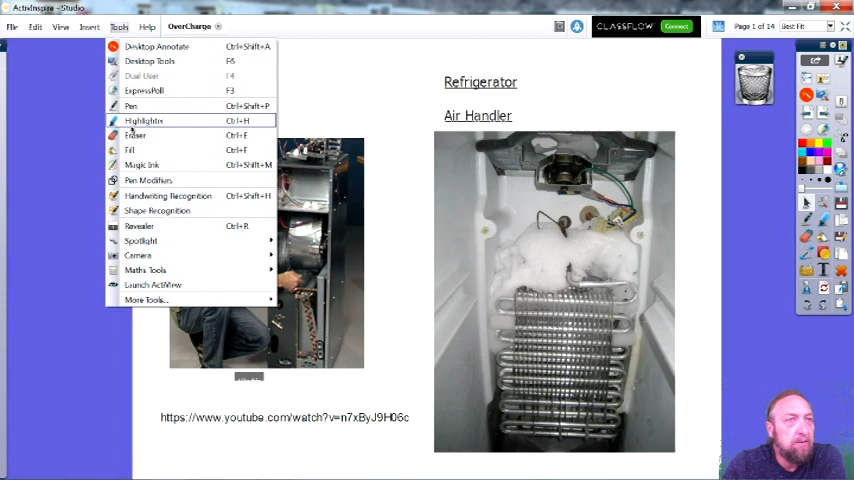 ActivInspire - Studio
File Edit View Insert Tools Help OverChargo
CLASSFLOW Connect
Page 1 of 14 Best Fit
Desktop Annotate Ctrl+Shift+A
Desktop Tools F6
Dual User F4
ExpressPoll F3
Pen Ctrl+Shift+P
Highlighter Ctrl+H
Eraser Ctrl+E
Fill Ctrl+F
Magic Ink Ctrl+Shift+M
Pen Modifiers
Handwriting Recognition Ctrl+Shift+H
Shape Recognition
Revealer Ctrl+R
Spotlight
Camera
Maths Tools
Launch ActiView
More Tools...
Refrigerator
Air Handler
https://www.youtube.com/watch?v=n7xByJ9H06c